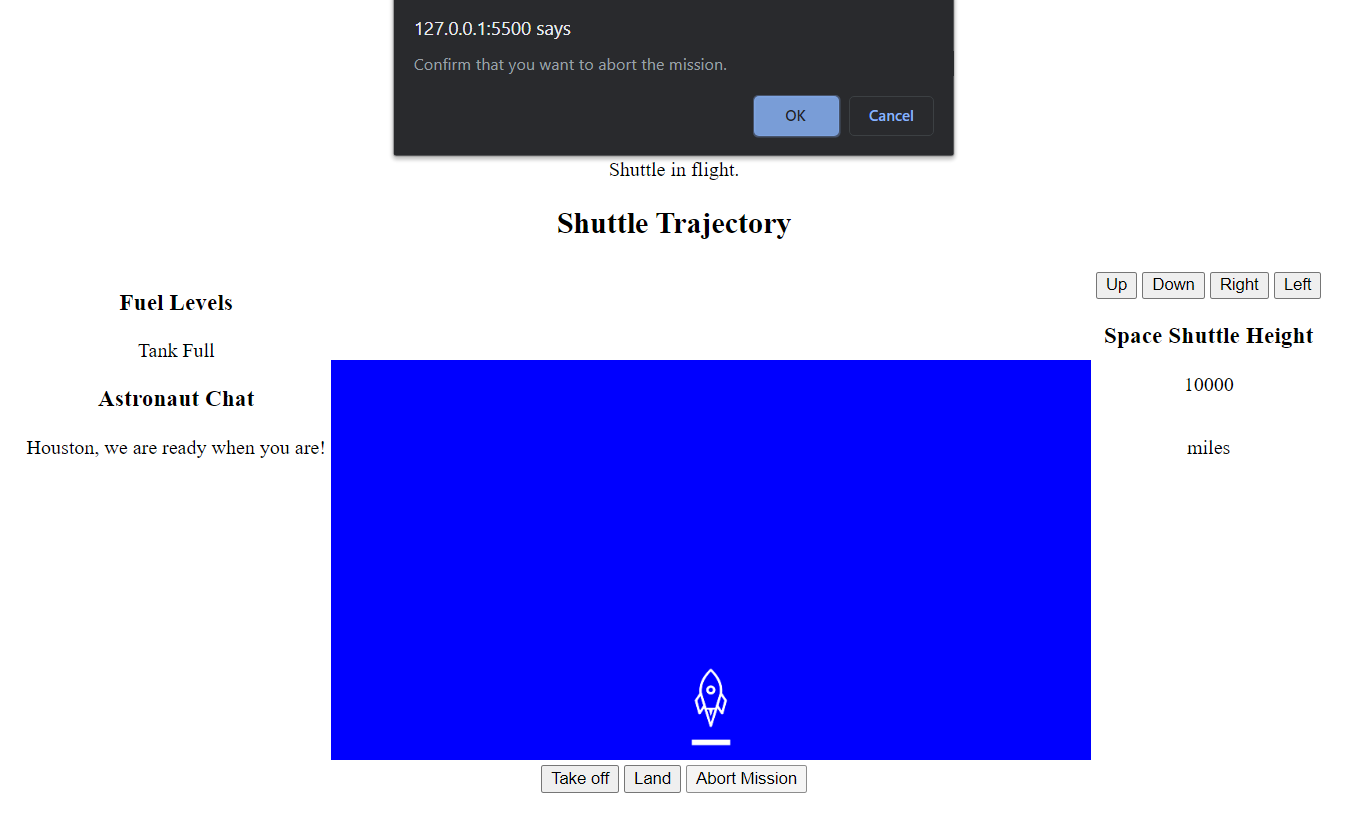 127.0.0.1:5500 says
Confirm that you want to abort the mission.
OK
Cancel
Shuttle in flight.
Shuttle Trajectory
Fuel Levels
Tank Full
Astronaut Chat
Houston, we are ready when you are!
Up
Down
Right
Left
Space Shuttle Height
10000
miles
Take off
Land
Abort Mission